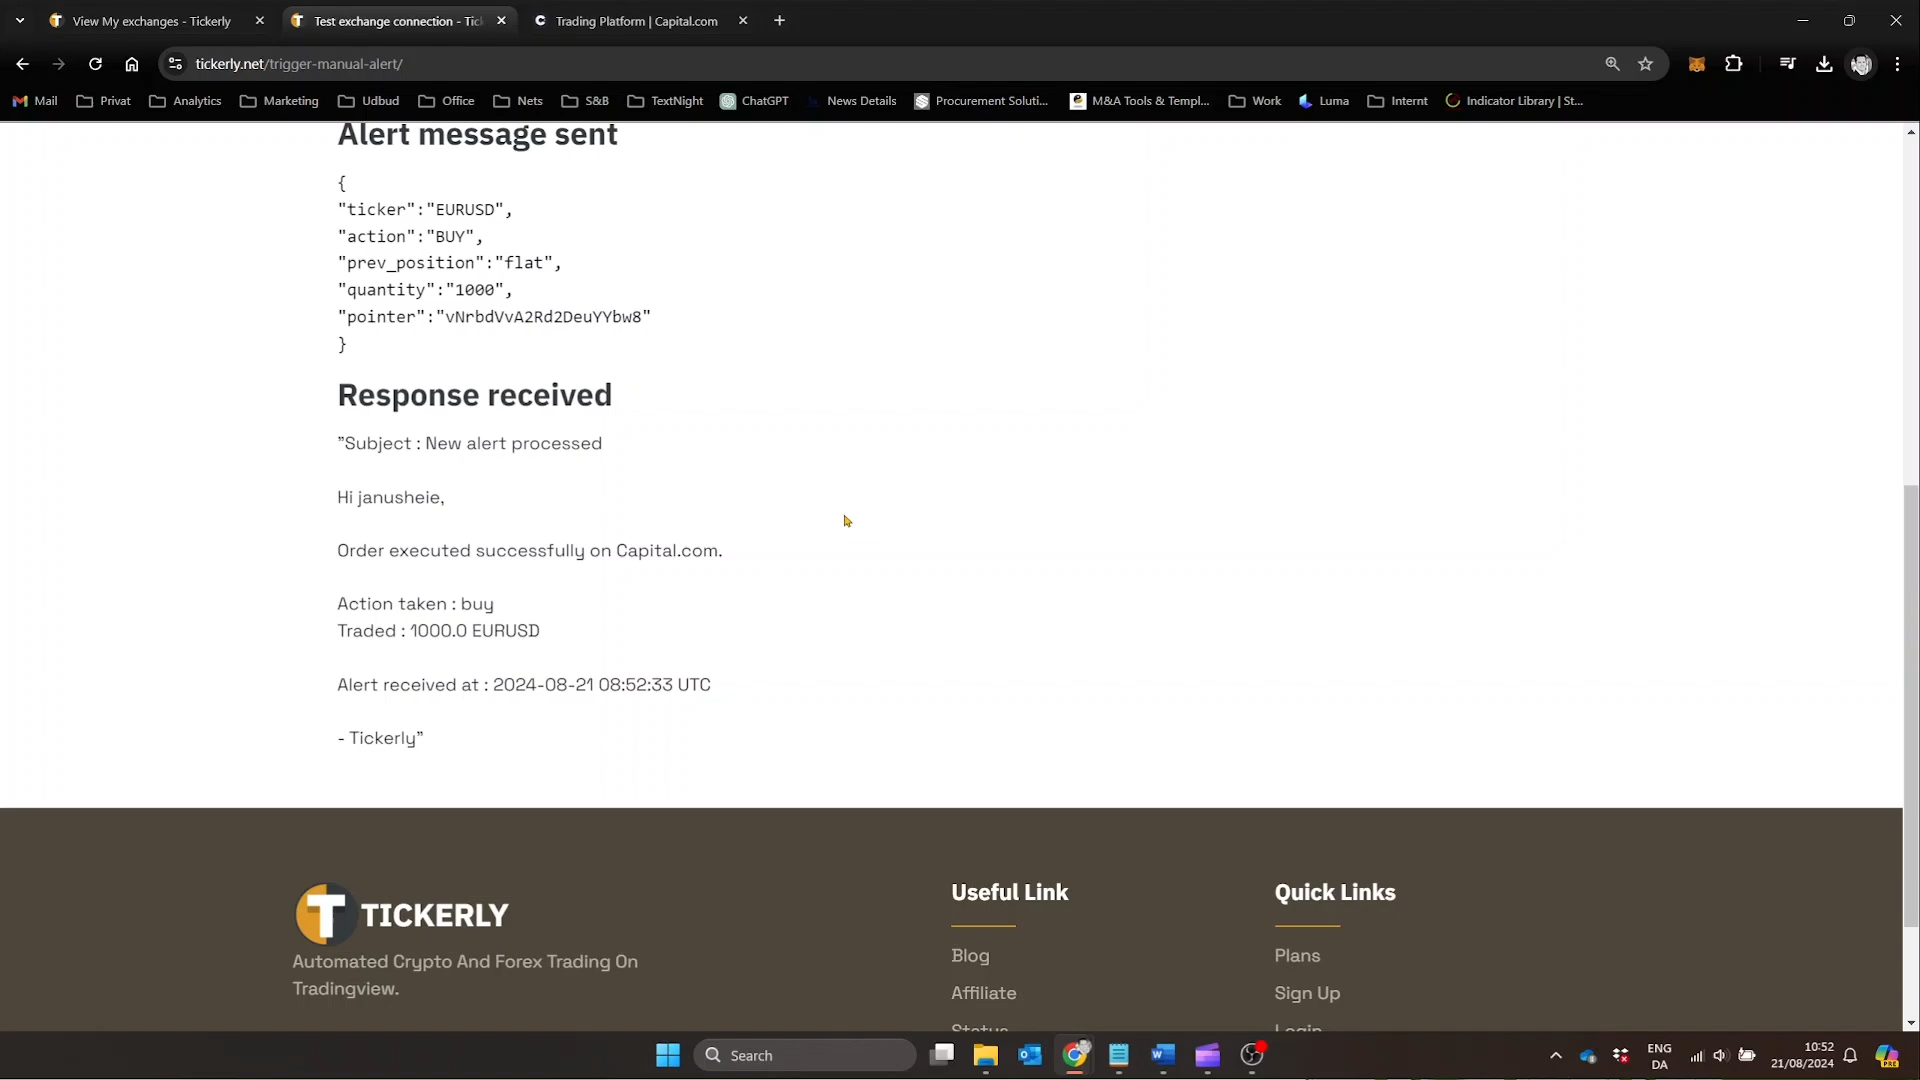 View My exchanges - Tickerly
Test exchange connection - Tick
Trading Platform | Capital.com
tickerly.net/trigger-manual-alert/
Mail
Privat
Analytics
Marketing
Udbud
Office
Nets
S&B
TextNight
ChatGPT
News Details
Procurement Soluti...
M&A Tools & Templ...
Work
Luma
Internt
Indicator Library | St...
Alert message sent
{
"ticker":"EURUSD",
"action":"BUY",
"prev_position":"flat",
"quantity":"1000",
"pointer":"vNrbdVvA2Rd2DeuYYbw8"
}
Response received
"Subject : New alert processed
Hi janusheie,
Order executed successfully on Capital.com.
Action taken : buy
Traded : 1000.0 EURUSD
Alert received at : 2024-08-21 08:52:33 UTC
- Tickerly"
TICKERLY
Automated Crypto And Forex Trading On
Tradingview.
Useful Link
Blog
Affiliate
Status
Quick Links
Plans
Sign Up
Login
Search
ENG
DA
10:52
21/08/2024